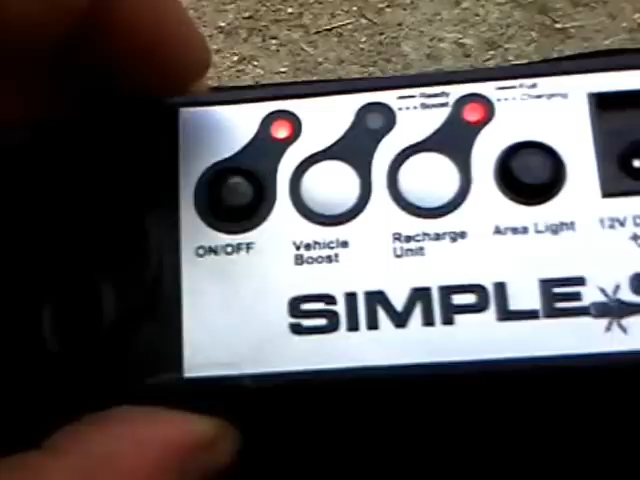 Ready
Boost
Full
Charging
ON/OFF
Vehicle
Boost
Recharge
Unit
Area Light
12V
SIMPLE